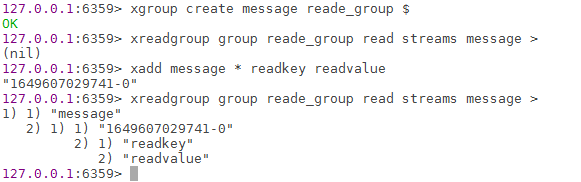 127.0.0.1:6359> xgroup create message reade_group $
OK
127.0.0.1:6359> xreadgroup group reade_group read streams message >
(nil)
127.0.0.1:6359> xadd message * readkey readvalue
"1649607029741-0"
127.0.0.1:6359> xreadgroup group reade_group read streams message >
1) 1) "message"
   2) 1) 1) "1649607029741-0"
         2) 1) "readkey"
            2) "readvalue"
127.0.0.1:6359>